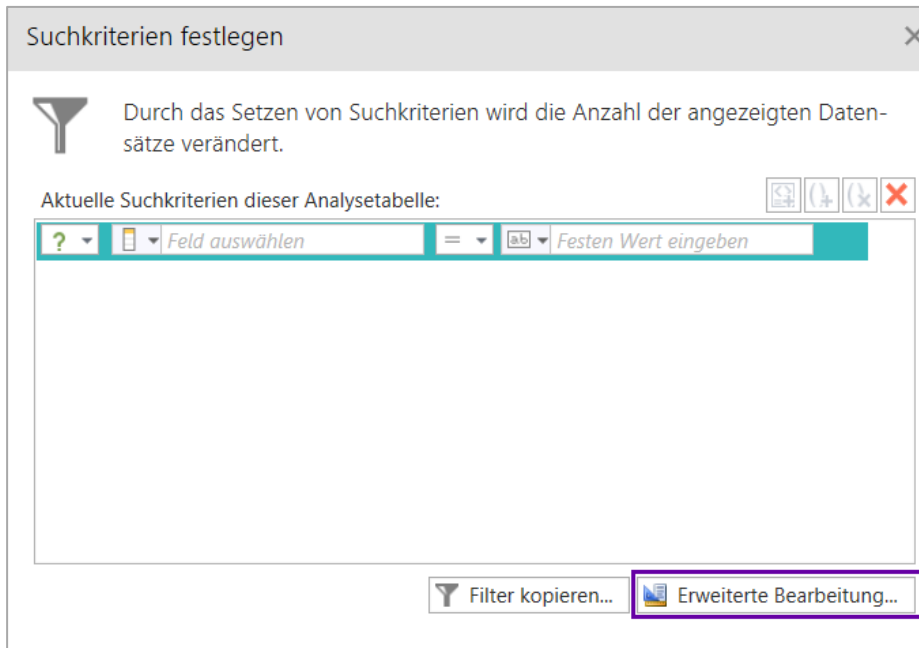 Suchkriterien festlegen
Durch das Setzen von Suchkriterien wird die Anzahl der angezeigten Daten-
sätze verändert.
Aktuelle Suchkriterien dieser Analysetabelle:
? Feld auswählen = ab Festen Wert eingeben
Filter kopieren... Erweiterte Bearbeitung...